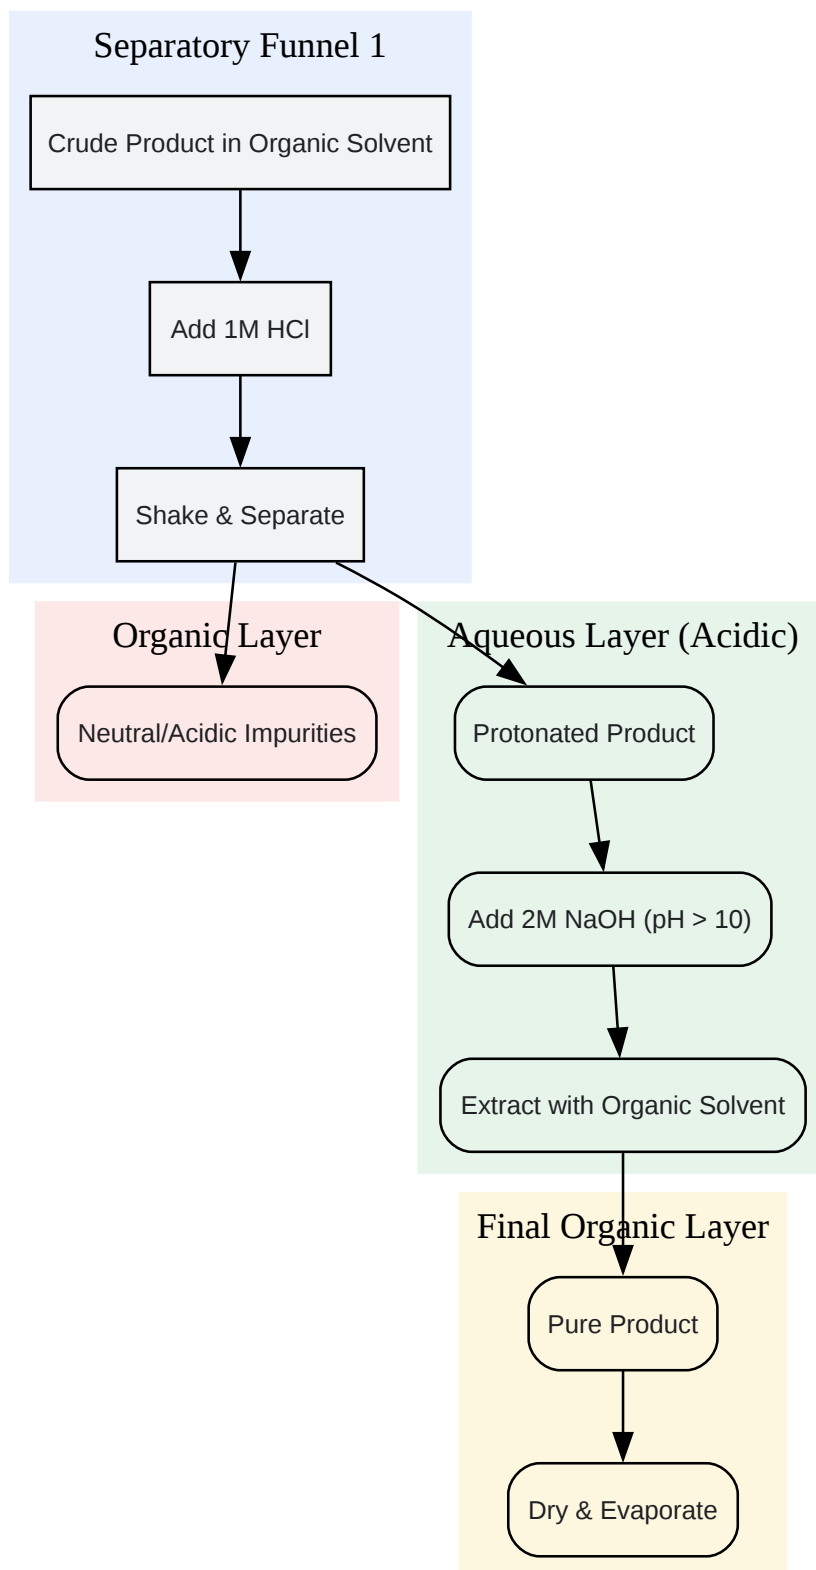 Separatory Funnel 1
Crude Product in Organic Solvent
Add 1M HCl
Shake & Separate
Organic Layer
Neutral/Acidic Impurities
Aqueous Layer (Acidic)
Protonated Product
Add 2M NaOH (pH > 10)
Extract with Organic Solvent
Final Organic Layer
Pure Product
Dry & Evaporate